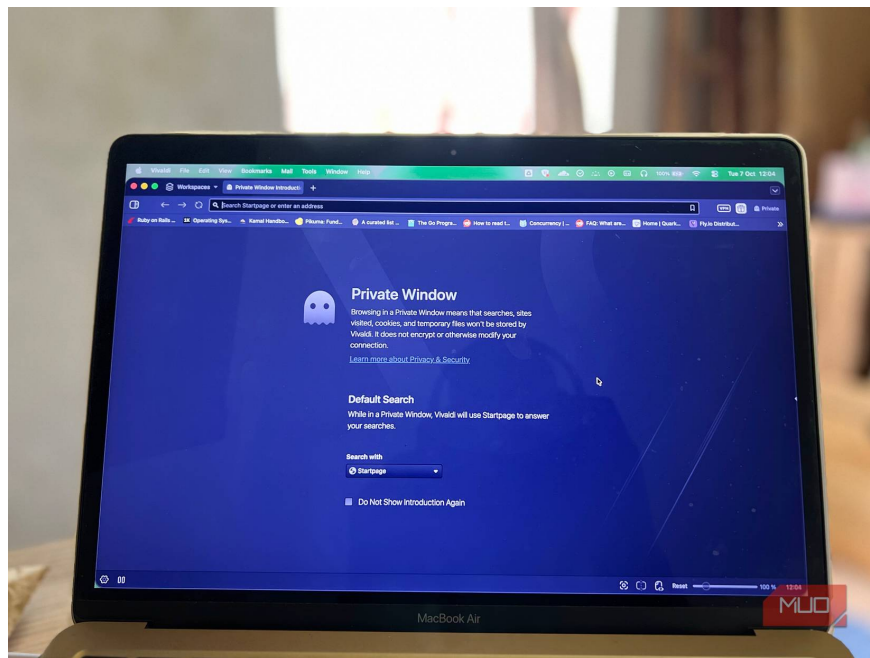 Vivaldi File Edit View Bookmarks Mail Tools Window Help 100% Tue 7 Oct 12:04
Workspaces Private Window Introducti
Search Startpage or enter an address VPN Private
Ruby on Rails ... Operating Sys... Kamal Handbo... Pikuma: Fund... A curated list ... The Go Progra... How to read t... Concurrency | ... FAQ: What are... Home | Quark... Fly.io Distribut...
Private Window
Browsing in a Private Window means that searches, sites
visited, cookies, and temporary files won't be stored by
Vivaldi. It does not encrypt or otherwise modify your
connection.
Learn more about Privacy & Security
Default Search
While in a Private Window, Vivaldi will use Startpage to answer
your searches.
Search with
Startpage
Do Not Show Introduction Again
Reset 100 % 12:04
MUO
MacBook Air